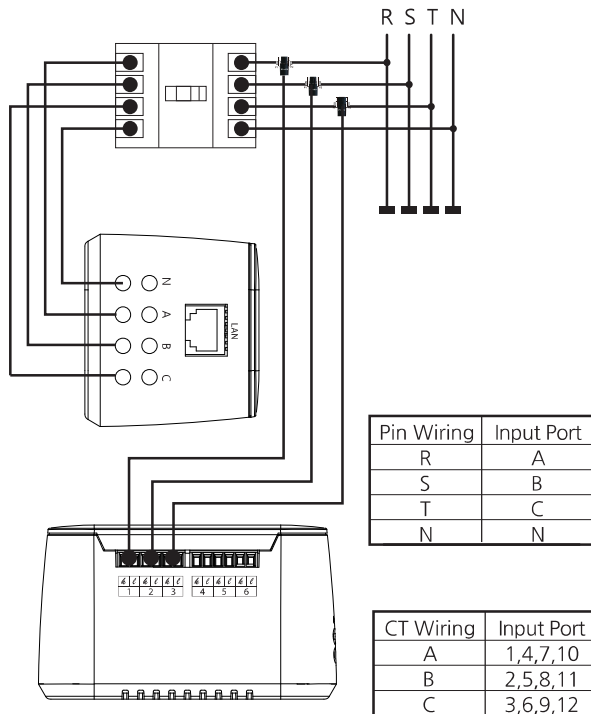 R S T N
N
A
B
C
LAN
k l k l k l k l k l k l
1 2 3 4 5 6
Pin Wiring Input Port
R A
S B
T C
N N
CT Wiring Input Port
A 1,4,7,10
B 2,5,8,11
C 3,6,9,12